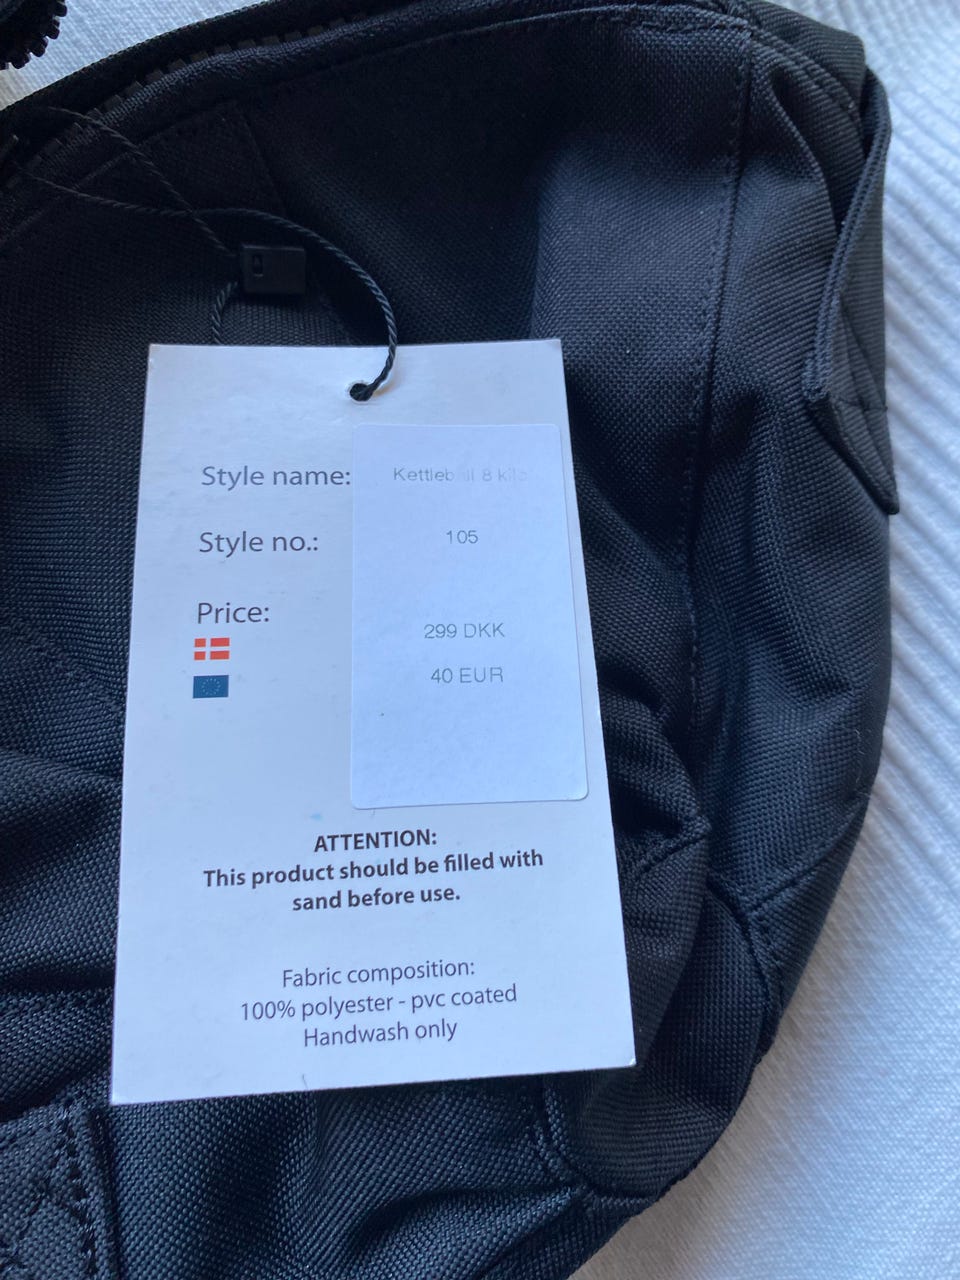 Style name: Kettleball 8 kilo
Style no.: 105
Price:
299 DKK
40 EUR
ATTENTION:
This product should be filled with
sand before use.
Fabric composition:
100% polyester - pvc coated
Handwash only